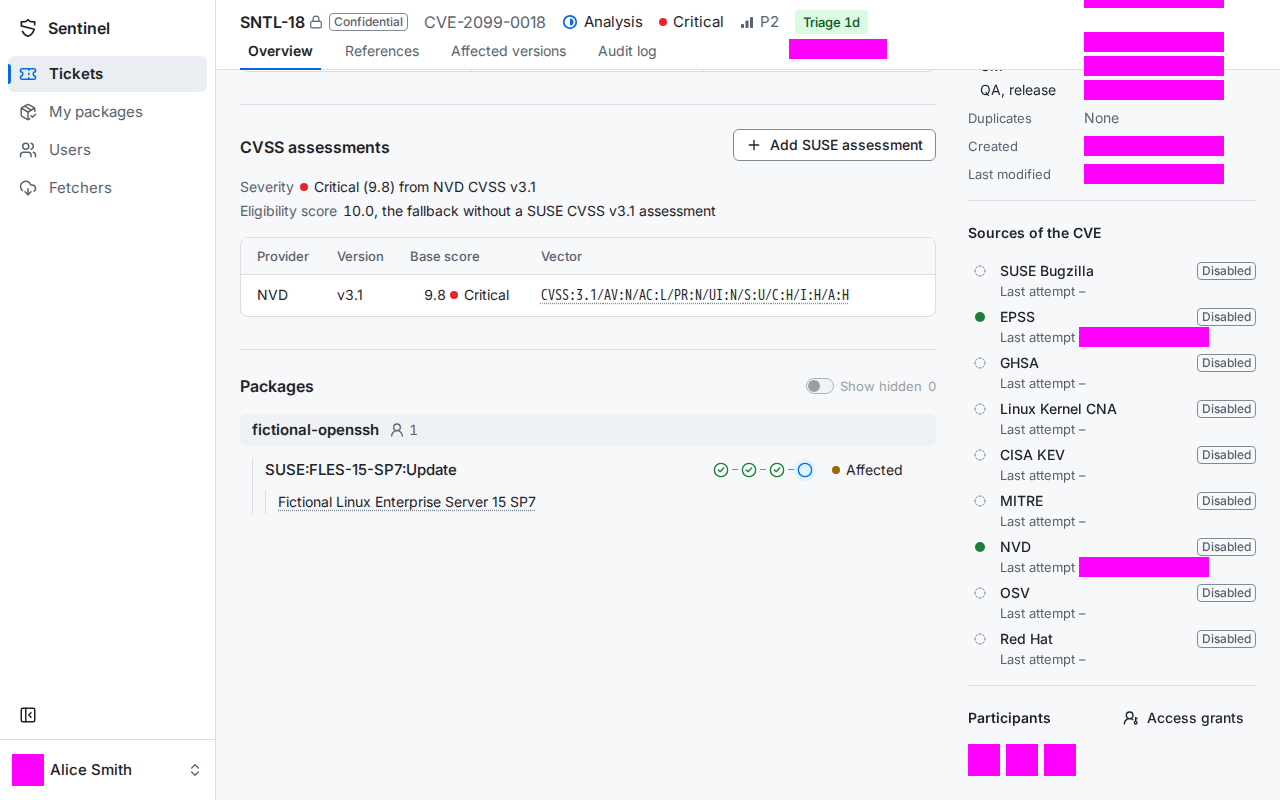 Sentinel
Tickets
My packages
Users
Fetchers
Alice Smith
SNTL-18 Confidential CVE-2099-0018 Analysis Critical P2 Triage 1d
Overview References Affected versions Audit log
CVSS assessments
Add SUSE assessment
Severity Critical (9.8) from NVD CVSS v3.1
Eligibility score 10.0, the fallback without a SUSE CVSS v3.1 assessment
Provider Version Base score Vector
NVD v3.1 9.8 Critical CVSS:3.1/AV:N/AC:L/PR:N/UI:N/S:U/C:H/I:H/A:H
Packages
Show hidden 0
fictional-openssh 1
SUSE:FLES-15-SP7:Update Affected
Fictional Linux Enterprise Server 15 SP7
QA, release
Duplicates None
Created
Last modified
Sources of the CVE
SUSE Bugzilla Disabled
Last attempt –
EPSS Disabled
Last attempt
GHSA Disabled
Last attempt –
Linux Kernel CNA Disabled
Last attempt –
CISA KEV Disabled
Last attempt –
MITRE Disabled
Last attempt –
NVD Disabled
Last attempt
OSV Disabled
Last attempt –
Red Hat Disabled
Last attempt –
Participants Access grants